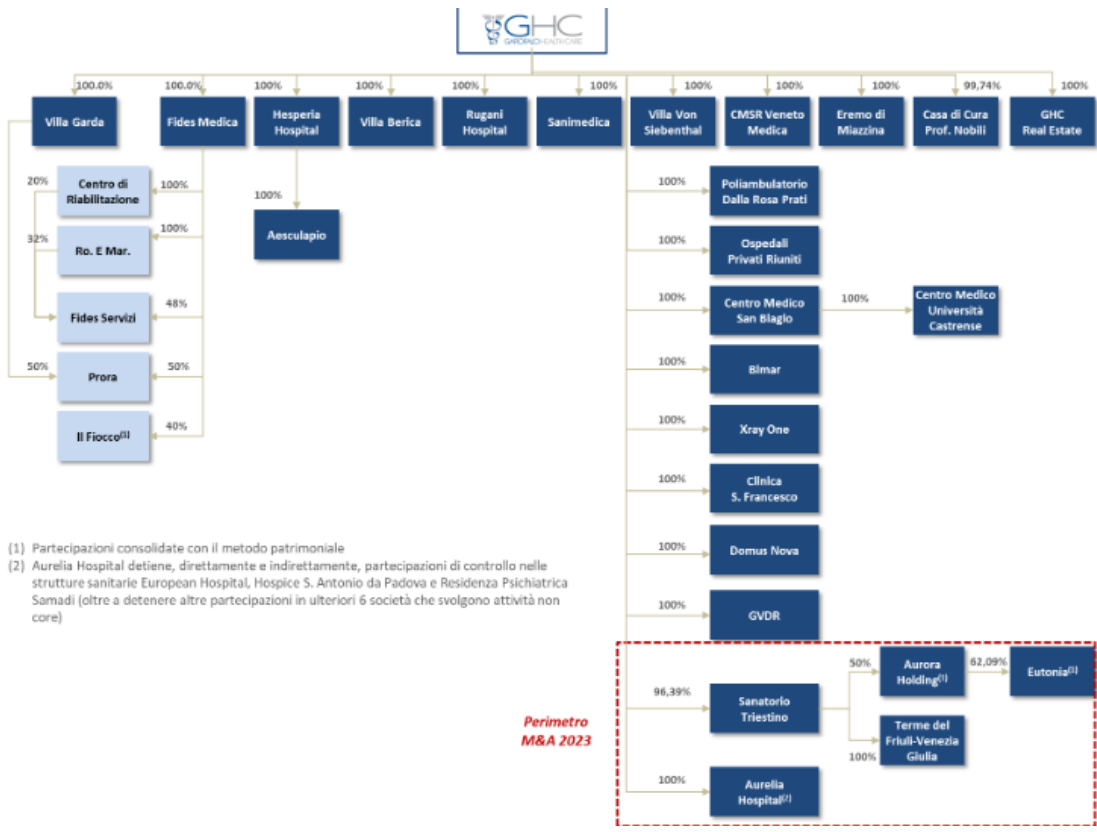 GHC
GAROFALO HEALTH CARE
100.0%
100.0%
100%
100%
100%
100%
100%
100%
100%
99,74%
100%
Villa Garda
Fides Medica
Hesperia
Hospital
Villa Berica
Rugani
Hospital
Sanimedica
Villa Von
Siebenthal
CMSR Veneto
Medica
Eremo di
Miazzina
Casa di Cura
Prof. Nobili
GHC
Real Estate
20%
Centro di
Riabilitazione
100%
32%
Ro. E Mar.
100%
Fides Servizi
48%
50%
Prora
50%
Il Fiocco(1)
40%
100%
Aesculapio
100%
Poliambulatorio
Dalla Rosa Prati
100%
Ospedali
Privati Riuniti
100%
Centro Medico
San Biagio
100%
Centro Medico
Università
Castrense
100%
Bimar
100%
Xray One
100%
Clinica
S. Francesco
100%
Domus Nova
100%
GVDR
(1) Partecipazioni consolidate con il metodo patrimoniale
(2) Aurelia Hospital detiene, direttamente e indirettamente, partecipazioni di controllo nelle
strutture sanitarie European Hospital, Hospice S. Antonio da Padova e Residenza Psichiatrica
Samadi (oltre a detenere altre partecipazioni in ulteriori 6 società che svolgono attività non
core)
Perimetro
M&A 2023
96,39%
Sanatorio
Triestino
50%
Aurora
Holding(1)
62,09%
Eutonia(1)
100%
Terme del
Friuli-Venezia
Giulia
100%
Aurelia
Hospital(2)